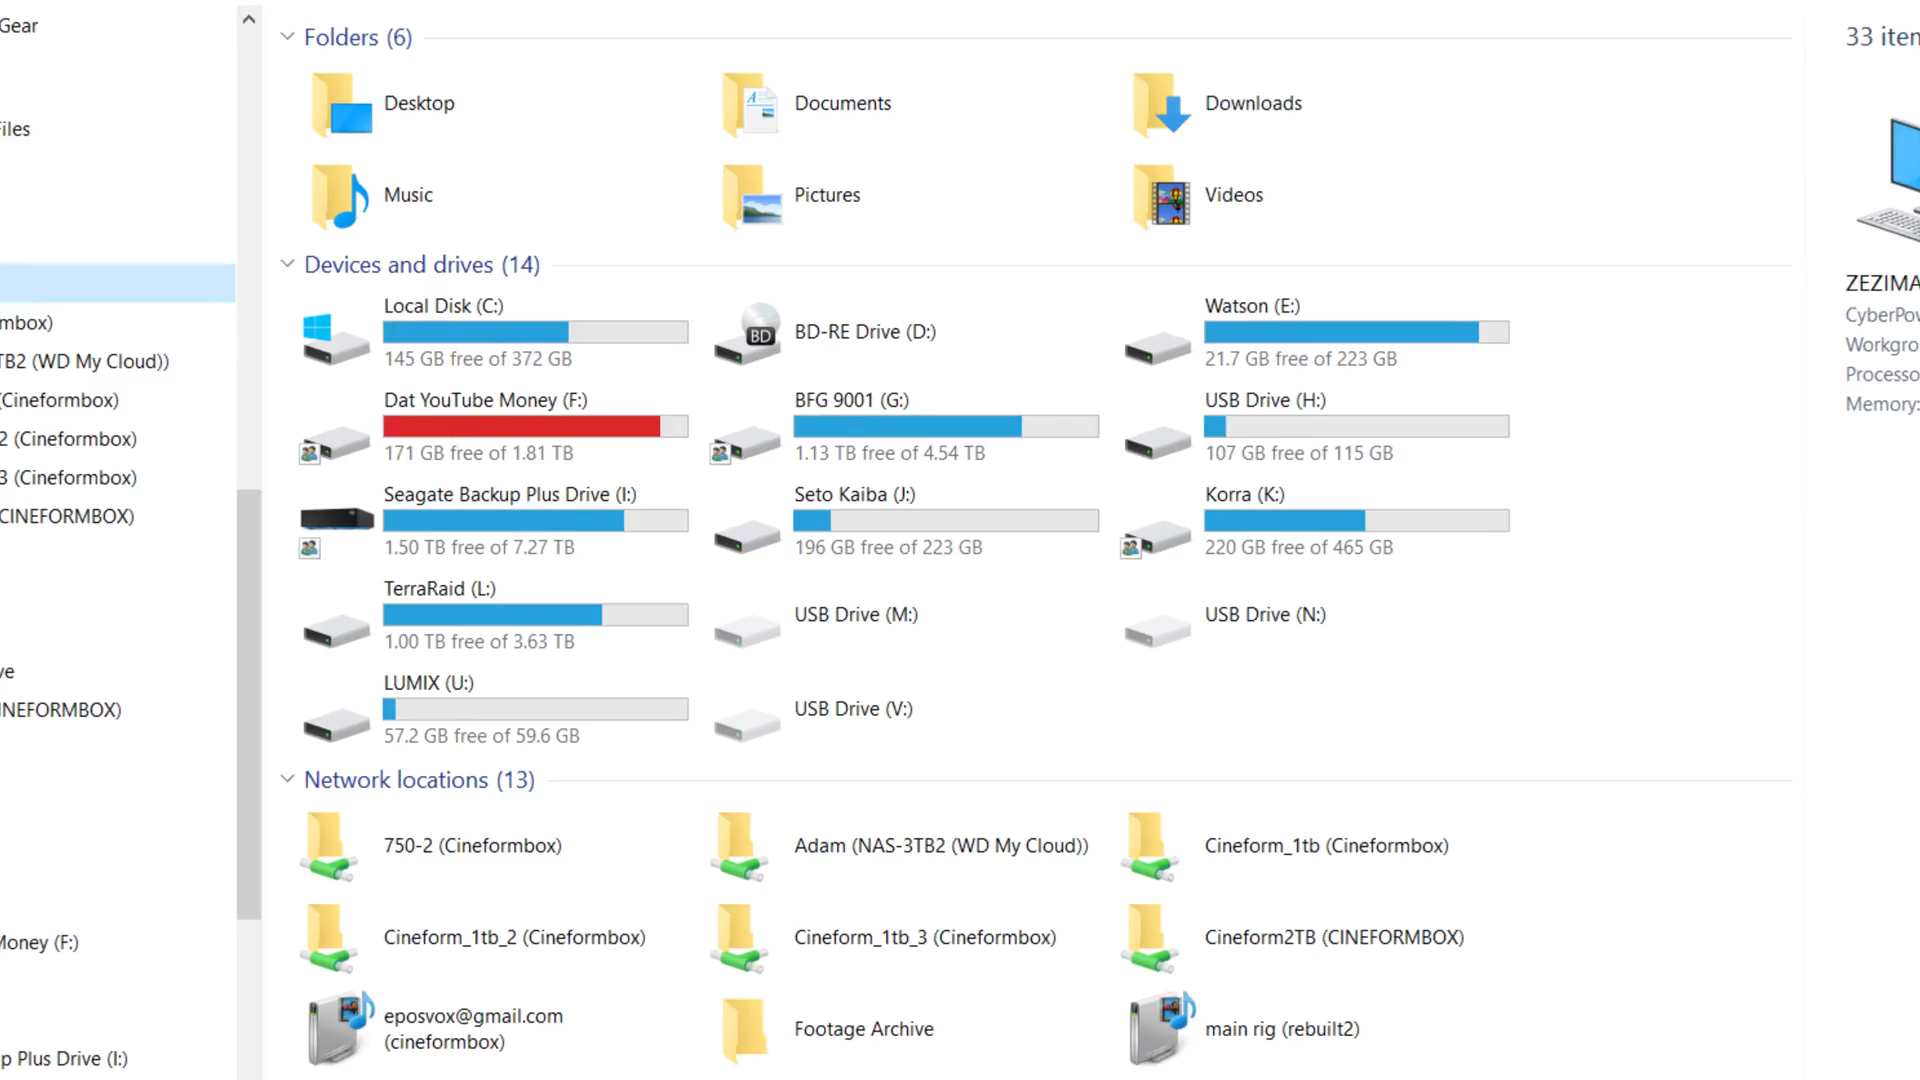 Gear
Files
mbox)
TB2 (WD My Cloud))
(Cineformbox)
2 (Cineformbox)
3 (Cineformbox)
CINEFORMBOX)
ve
INEFORMBOX)
Money (F:)
p Plus Drive (I:)
Folders (6)
Desktop
Documents
Downloads
Music
Pictures
Videos
Devices and drives (14)
Local Disk (C:)
145 GB free of 372 GB
BD
BD-RE Drive (D:)
Watson (E:)
21.7 GB free of 223 GB
Dat YouTube Money (F:)
171 GB free of 1.81 TB
BFG 9001 (G:)
1.13 TB free of 4.54 TB
USB Drive (H:)
107 GB free of 115 GB
Seagate Backup Plus Drive (I:)
1.50 TB free of 7.27 TB
Seto Kaiba (J:)
196 GB free of 223 GB
Korra (K:)
220 GB free of 465 GB
TerraRaid (L:)
1.00 TB free of 3.63 TB
USB Drive (M:)
USB Drive (N:)
LUMIX (U:)
57.2 GB free of 59.6 GB
USB Drive (V:)
Network locations (13)
750-2 (Cineformbox)
Adam (NAS-3TB2 (WD My Cloud))
Cineform_1tb (Cineformbox)
Cineform_1tb_2 (Cineformbox)
Cineform_1tb_3 (Cineformbox)
Cineform2TB (CINEFORMBOX)
eposvox@gmail.com
(cineformbox)
Footage Archive
main rig (rebuilt2)
33 item
ZEZIMA
CyberPow
Workgro
Processo
Memory: